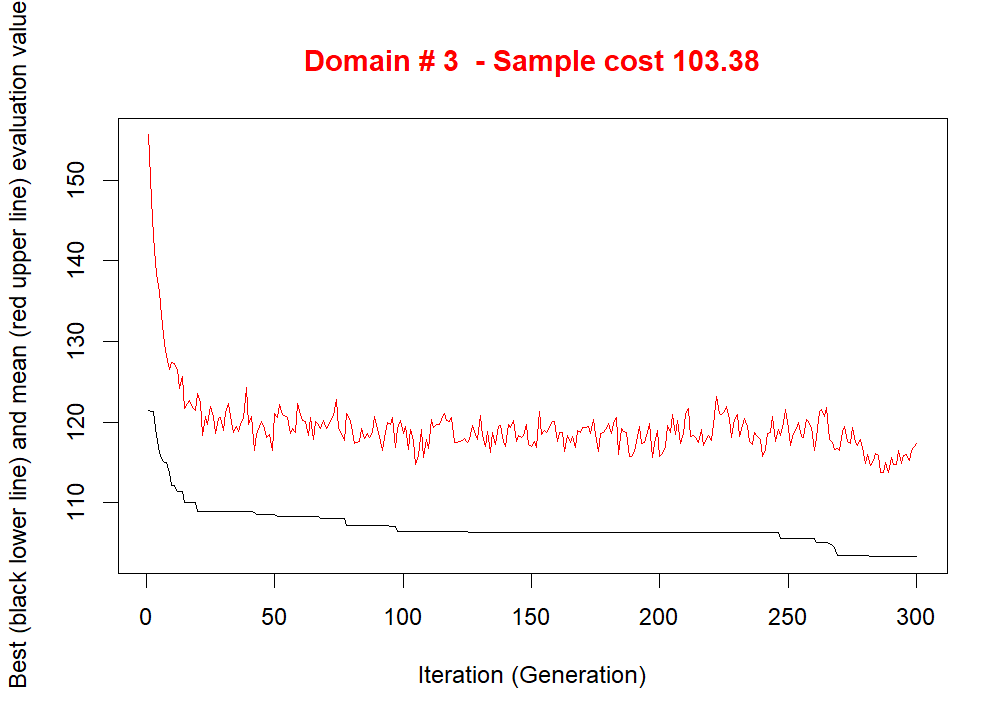 Domain # 3  - Sample cost 103.38
Best (black lower line) and mean (red upper line) evaluation value
150
140
130
120
110
0 50 100 150 200 250 300
Iteration (Generation)